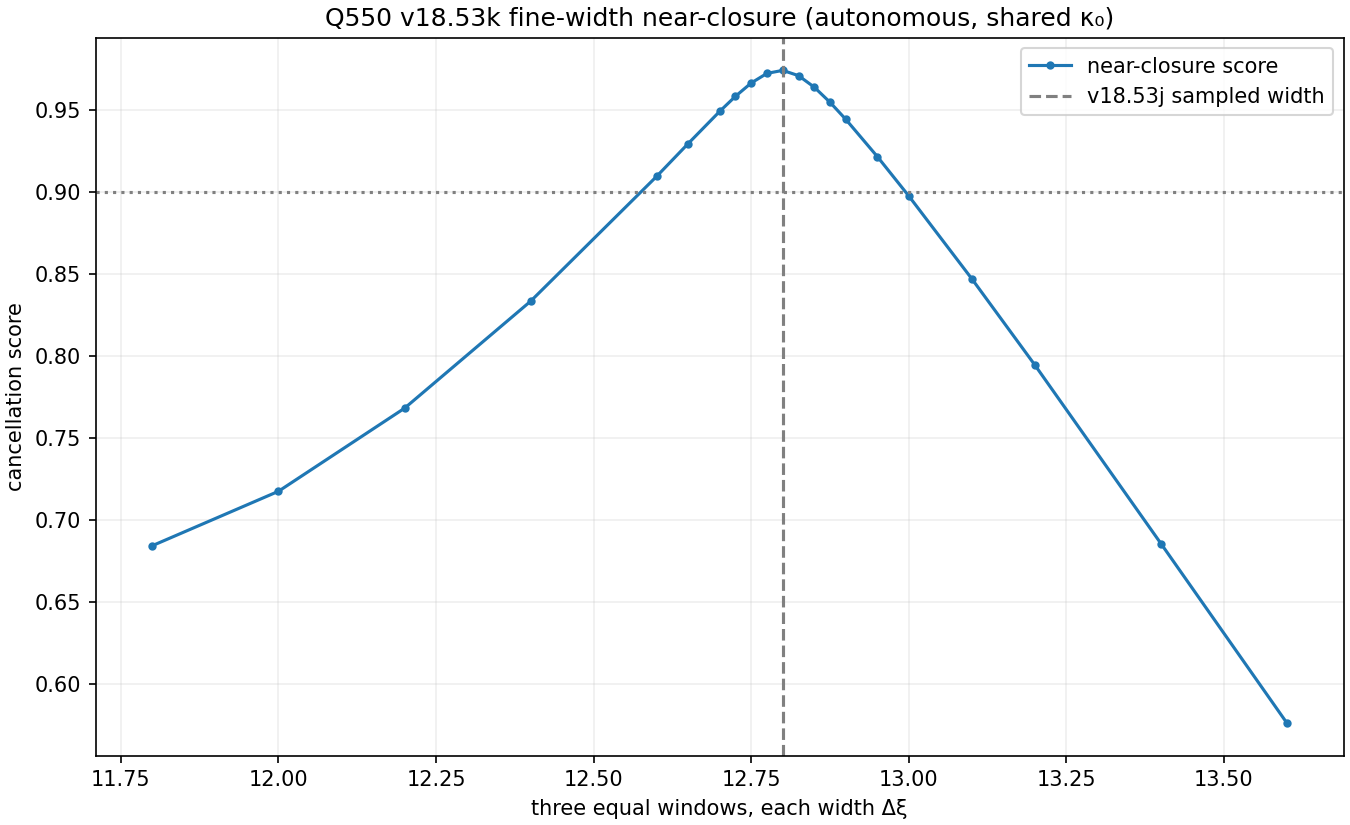 Q550 v18.53k fine-width near-closure (autonomous, shared κ₀)
near-closure score
v18.53j sampled width
cancellation score
0.95
0.90
0.85
0.80
0.75
0.70
0.65
0.60
11.75 12.00 12.25 12.50 12.75 13.00 13.25 13.50
three equal windows, each width Δξ